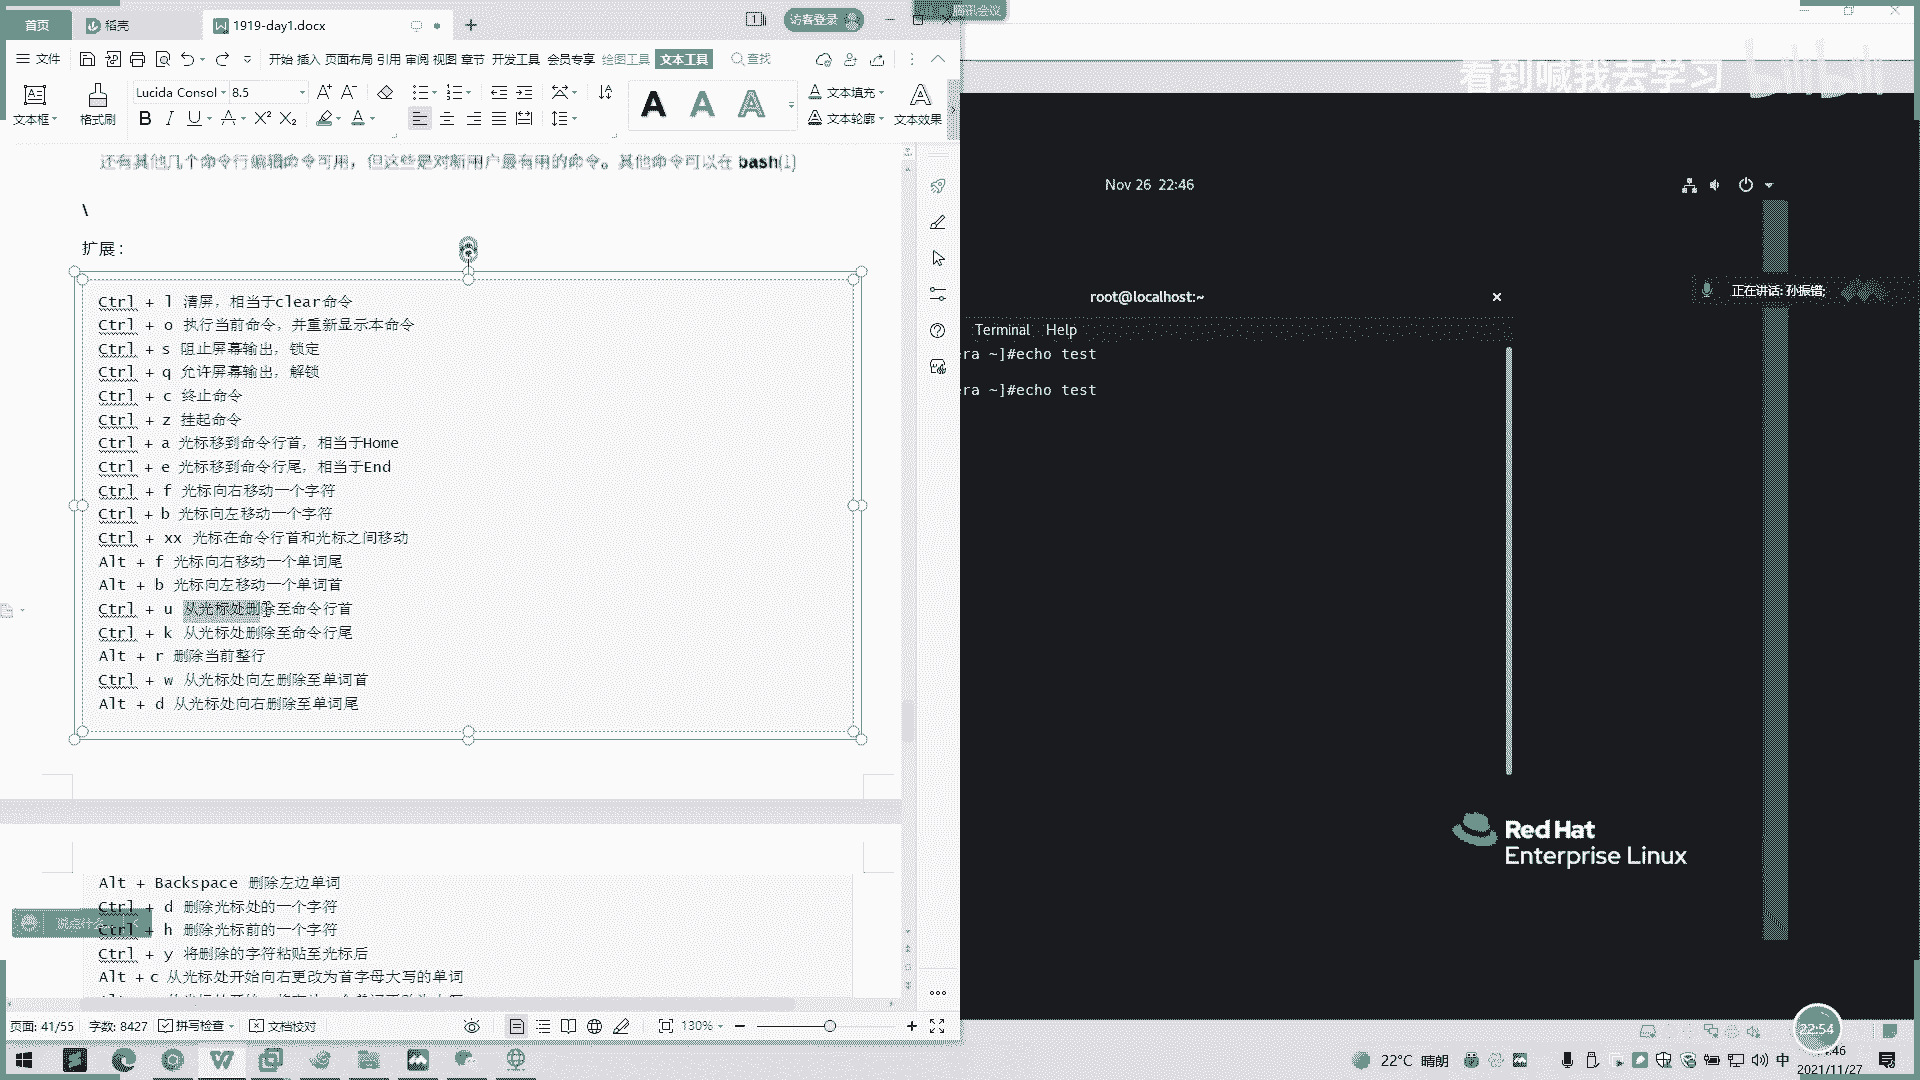 首页 稻壳 1919-day1.docx 访客登录 腾讯会议
文件 开始 插入 页面布局 引用 审阅 视图 章节 开发工具 会员专享 绘图工具 文本工具 查找
文本框 格式刷 Lucida Consol 8.5 文本填充 文本轮廓 文本效果
还有其他几个命令行编辑命令可用，但这些是对新用户最有用的命令。其他命令可以在 bash(1)
\
扩展：
Ctrl + l 清屏，相当于clear命令
Ctrl + o 执行当前命令，并重新显示本命令
Ctrl + s 阻止屏幕输出，锁定
Ctrl + q 允许屏幕输出，解锁
Ctrl + c 终止命令
Ctrl + z 挂起命令
Ctrl + a 光标移到命令行首，相当于Home
Ctrl + e 光标移到命令行尾，相当于End
Ctrl + f 光标向右移动一个字符
Ctrl + b 光标向左移动一个字符
Ctrl + xx 光标在命令行首和光标之间移动
Alt + f 光标向右移动一个单词尾
Alt + b 光标向左移动一个单词首
Ctrl + u 从光标处删除至命令行首
Ctrl + k 从光标处删除至命令行尾
Alt + r 删除当前整行
Ctrl + w 从光标处向左删除至单词首
Alt + d 从光标处向右删除至单词尾
Alt + Backspace 删除左边单词
Ctrl + d 删除光标处的一个字符
说点什么...
Ctrl + h 删除光标前的一个字符
Ctrl + y 将删除的字符粘贴至光标后
Alt + c 从光标处开始向右更改为首字母大写的单词
页面: 41/55 字数: 8427 拼写检查 文档校对 130%
看到喊我去学习 bilibili
Nov 26 22:46
正在讲话: 孙振锴;
root@localhost:~
Terminal Help
era ~]#echo test
era ~]#echo test
Red Hat
Enterprise Linux
22:54
22°C 晴朗 中
2021/11/27